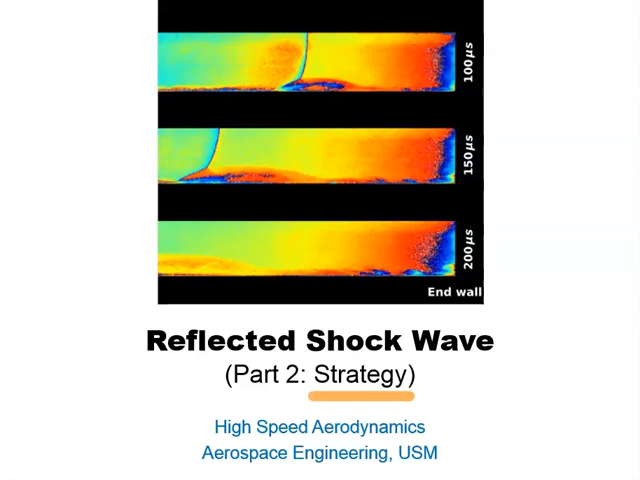 100μs
150μs
200μs
End wall
Reflected Shock Wave
(Part 2: Strategy)
High Speed Aerodynamics
Aerospace Engineering, USM